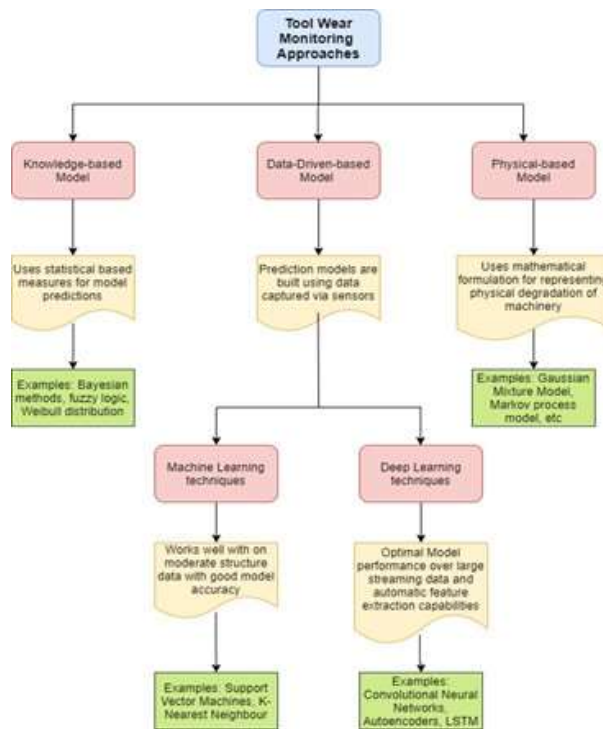 Tool Wear
Monitoring
Approaches
Knowledge-based
Model
Data-Driven-based
Model
Physical-based
Model
Uses statistical based
measures for model
predictions
Prediction models are
built using data
captured via sensors
Uses mathematical
formulation for representing
physical degradation of
machinery
Examples: Bayesian
methods, fuzzy logic,
Weibull distribution
Examples: Gaussian
Mixture Model,
Markov process
model, etc
Machine Learning
techniques
Deep Learning
techniques
Works well with on
moderate structure
data with good model
accuracy
Optimal Model
performance over large
streaming data and
automatic feature
extraction capabilities
Examples: Support
Vector Machines, K-
Nearest Neighbour
Examples:
Convolutional Neural
Networks,
Autoencoders, LSTM